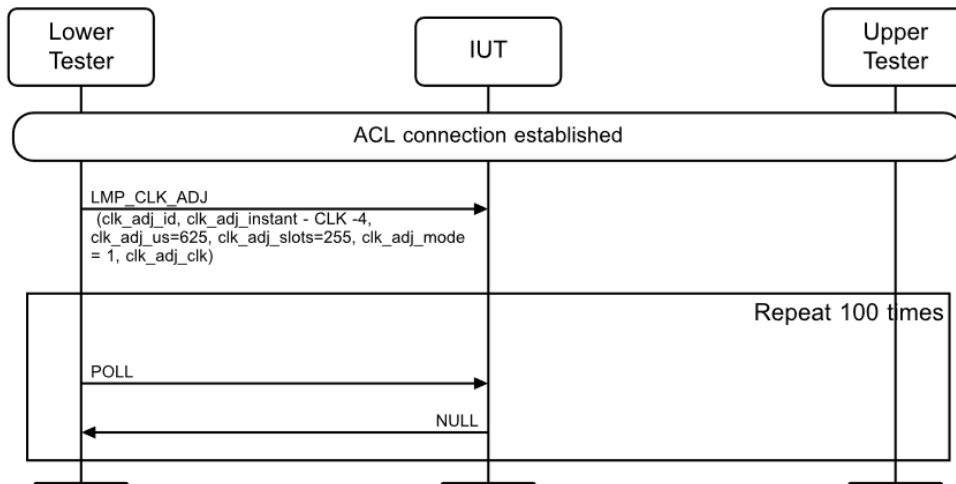 Lower
Tester
IUT
Upper
Tester
ACL connection established
LMP_CLK_ADJ
(clk_adj_id, clk_adj_instant - CLK -4,
clk_adj_us=625, clk_adj_slots=255, clk_adj_mode
= 1, clk_adj_clk)
Repeat 100 times
POLL
NULL